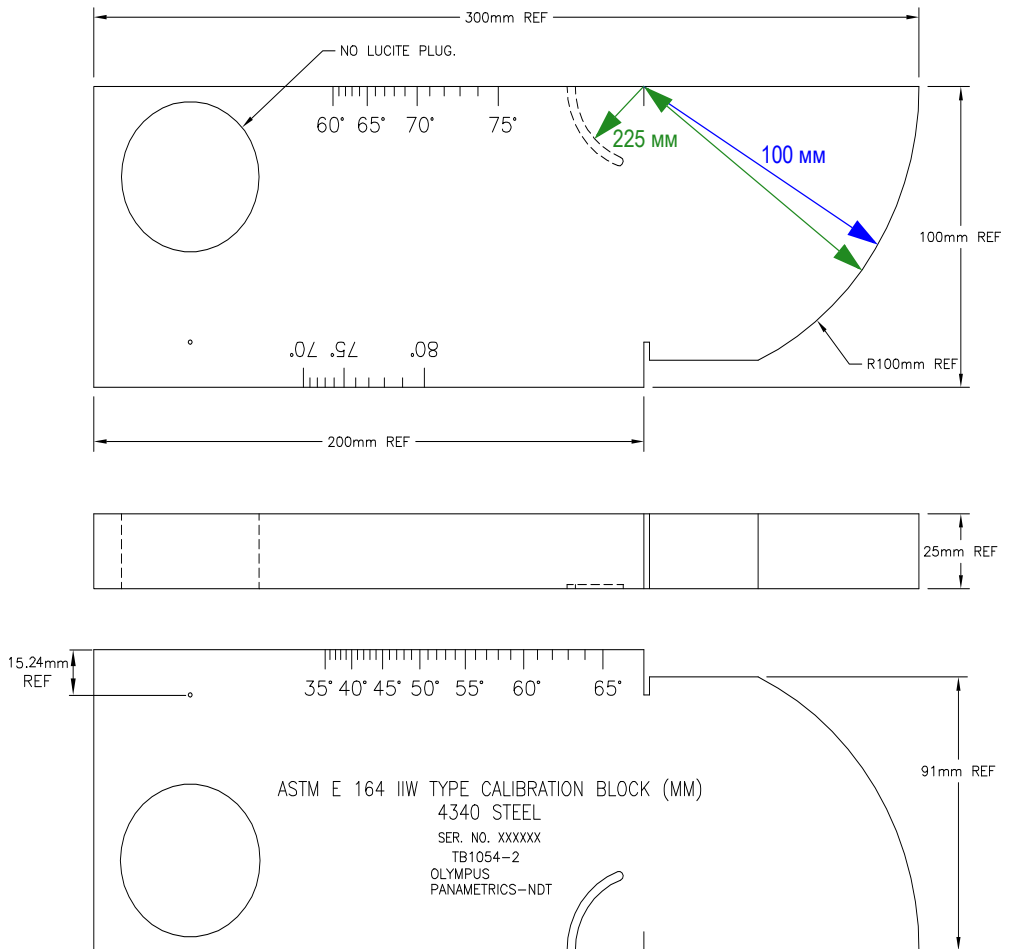 300mm REF
NO LUCITE PLUG.
60° 65° 70° 75°
225 мм
100 мм
100mm REF
70° 75° 80°
R100mm REF
200mm REF
25mm REF
15.24mm
REF
35° 40° 45° 50° 55° 60° 65°
91mm REF
ASTM E 164 IIW TYPE CALIBRATION BLOCK (MM)
4340 STEEL
SER. NO. XXXXXX
TB1054-2
OLYMPUS
PANAMETRICS-NDT